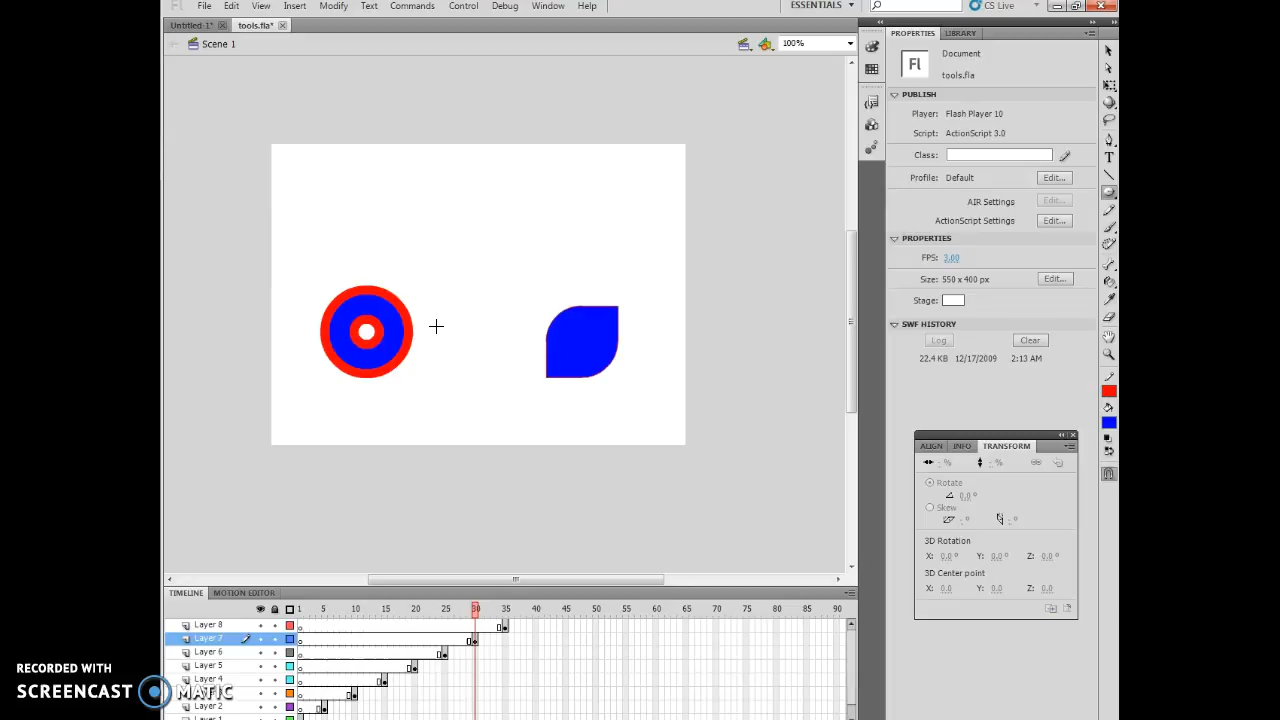 Fl File Edit View Insert Modify Text Commands Control Debug Window Help ESSENTIALS CS Live
Untitled-1* tools.fla*
Scene 1 100%
PROPERTIES LIBRARY
Fl Document
tools.fla
PUBLISH
Player: Flash Player 10
Script: ActionScript 3.0
Class:
Profile: Default Edit...
AIR Settings Edit...
ActionScript Settings Edit...
PROPERTIES
FPS: 3.00
Size: 550 x 400 px Edit...
Stage:
SWF HISTORY
Log Clear
22.4 KB 12/17/2009 2:13 AM
ALIGN INFO TRANSFORM
- % - %
Rotate
0.0 °
Skew
- ° - °
3D Rotation
X: 0.0 ° Y: 0.0 ° Z: 0.0 °
3D Center point
X: 0.0 Y: 0.0 Z: 0.0
TIMELINE MOTION EDITOR
1 5 10 15 20 25 30 35 40 45 50 55 60 65 70 75 80 85 90
Layer 8
Layer 7
Layer 6
Layer 5
Layer 4
Layer 2
Layer 1
RECORDED WITH
SCREENCAST MATIC